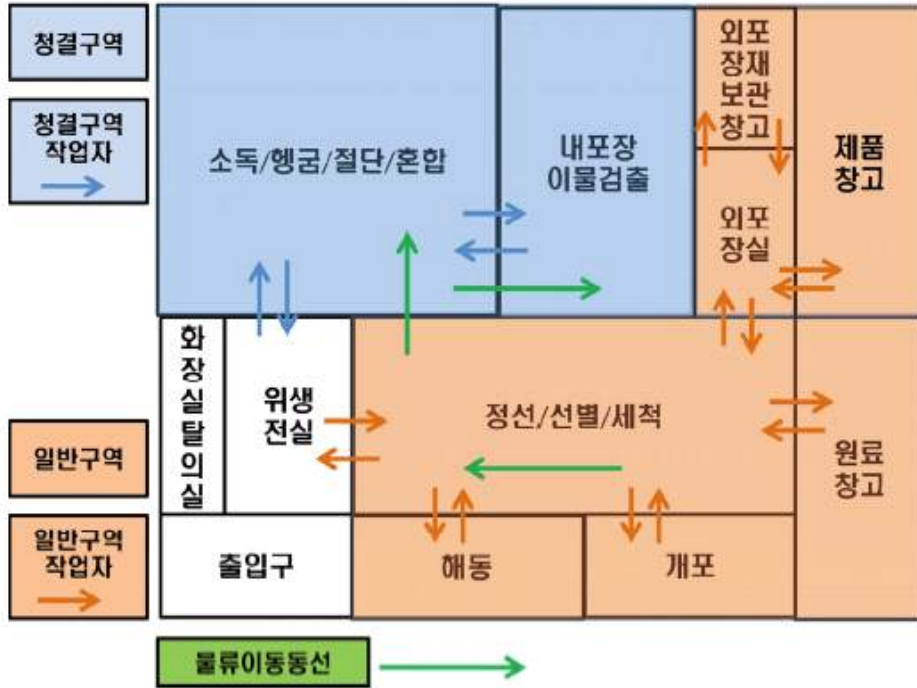 청결구역
청결구역
작업자
일반구역
일반구역
작업자
소독/헹굼/절단/혼합
내포장
이물검출
외포
장재
보관
창고
제품
창고
외포
장실
화
장
실
탈
의
실
위생
전실
정선/선별/세척
원료
창고
출입구
해동
개포
물류이동동선